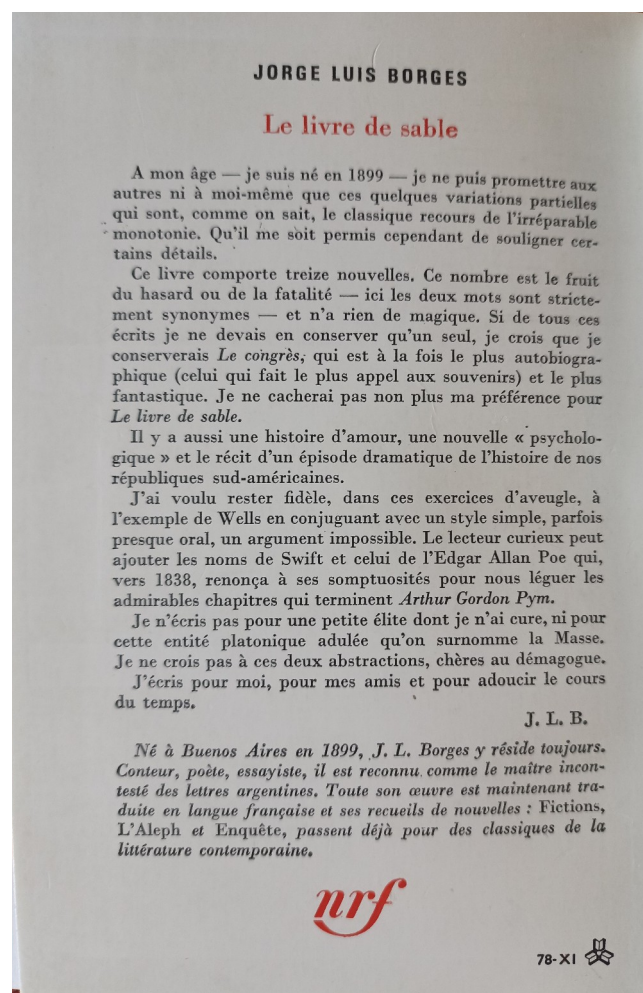 JORGE LUIS BORGES
Le livre de sable
A mon âge — je suis né en 1899 — je ne puis promettre aux
autres ni à moi-même que ces quelques variations partielles
qui sont, comme on sait, le classique recours de l'irréparable
monotonie. Qu'il me soit permis cependant de souligner cer-
tains détails.
Ce livre comporte treize nouvelles. Ce nombre est le fruit
du hasard ou de la fatalité — ici les deux mots sont stricte-
ment synonymes — et n'a rien de magique. Si de tous ces
écrits je ne devais en conserver qu'un seul, je crois que je
conserverais Le congrès, qui est à la fois le plus autobiogra-
phique (celui qui fait le plus appel aux souvenirs) et le plus
fantastique. Je ne cacherai pas non plus ma préférence pour
Le livre de sable.
Il y a aussi une histoire d'amour, une nouvelle « psycholo-
gique » et le récit d'un épisode dramatique de l'histoire de nos
républiques sud-américaines.
J'ai voulu rester fidèle, dans ces exercices d'aveugle, à
l'exemple de Wells en conjuguant avec un style simple, parfois
presque oral, un argument impossible. Le lecteur curieux peut
ajouter les noms de Swift et celui de l'Edgar Allan Poe qui,
vers 1838, renonça à ses somptuosités pour nous léguer les
admirables chapitres qui terminent Arthur Gordon Pym.
Je n'écris pas pour une petite élite dont je n'ai cure, ni pour
cette entité platonique adulée qu'on surnomme la Masse.
Je ne crois pas à ces deux abstractions, chères au démagogue.
J'écris pour moi, pour mes amis et pour adoucir le cours
du temps.
J. L. B.
Né à Buenos Aires en 1899, J. L. Borges y réside toujours.
Conteur, poète, essayiste, il est reconnu comme le maître incon-
testé des lettres argentines. Toute son œuvre est maintenant tra-
duite en langue française et ses recueils de nouvelles : Fictions,
L'Aleph et Enquête, passent déjà pour des classiques de la
littérature contemporaine.
nrf
78-XI